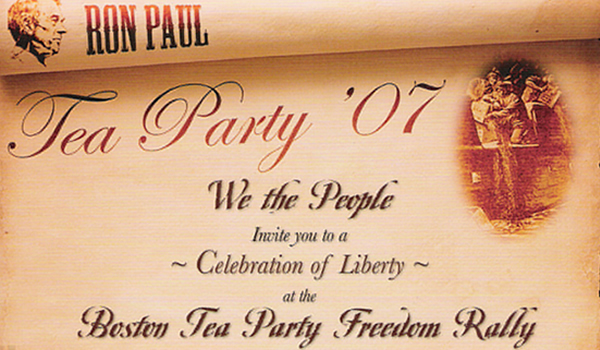 RON PAUL
Tea Party '07
We the People
Invite you to a
~ Celebration of Liberty ~
at the
Boston Tea Party Freedom Rally